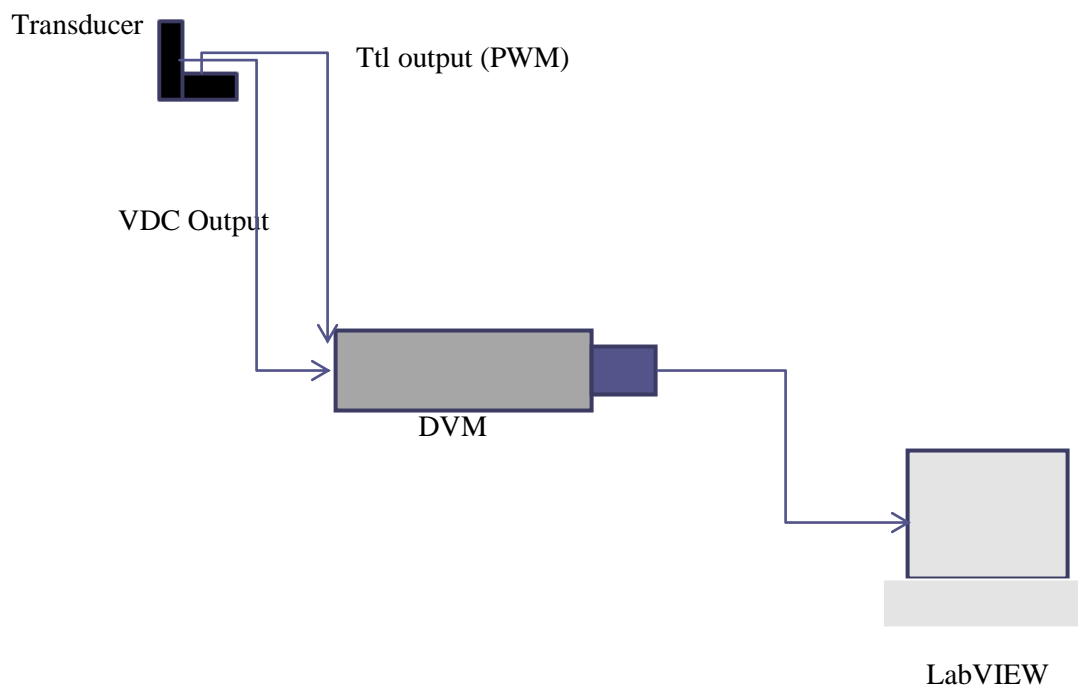 Transducer
Ttl output (PWM)
VDC Output
DVM
LabVIEW